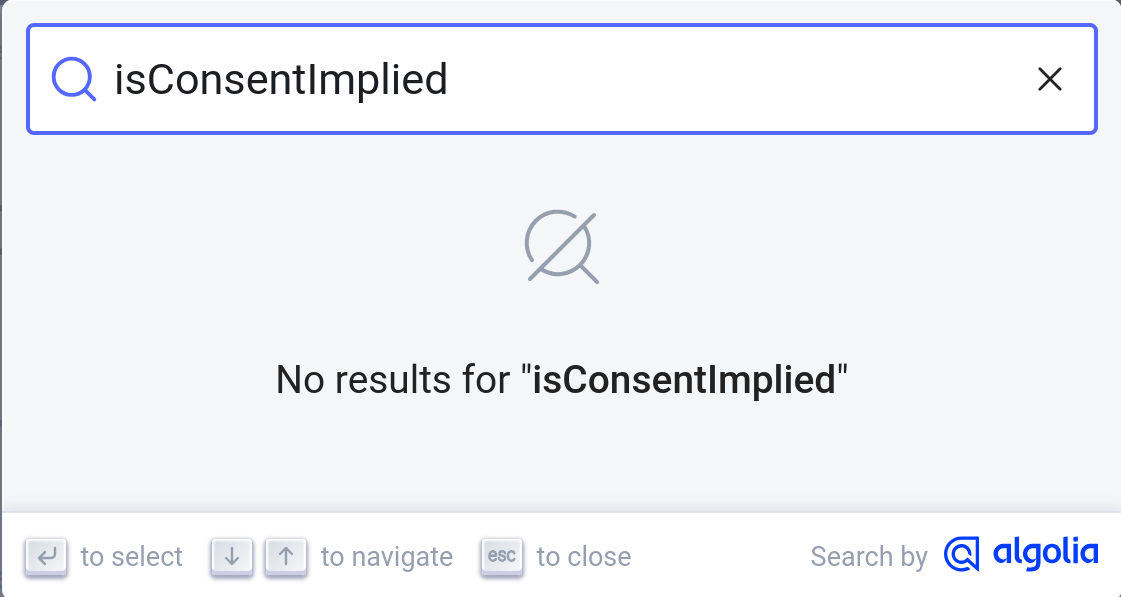 isConsentImplied
No results for "isConsentImplied"
to select to navigate esc to close Search by algolia